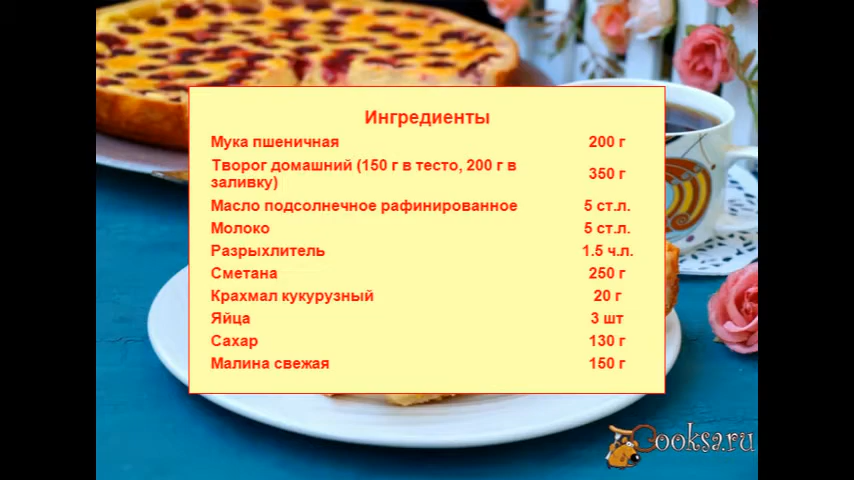 Ингредиенты
Мука пшеничная 200 г
Творог домашний (150 г в тесто, 200 г в
заливку) 350 г
Масло подсолнечное рафинированное 5 ст.л.
Молоко 5 ст.л.
Разрыхлитель 1.5 ч.л.
Сметана 250 г
Крахмал кукурузный 20 г
Яйца 3 шт
Сахар 130 г
Малина свежая 150 г
Cooksa.ru